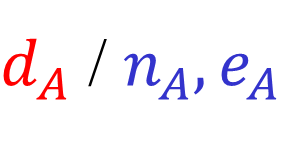 d_A / n_A, e_A